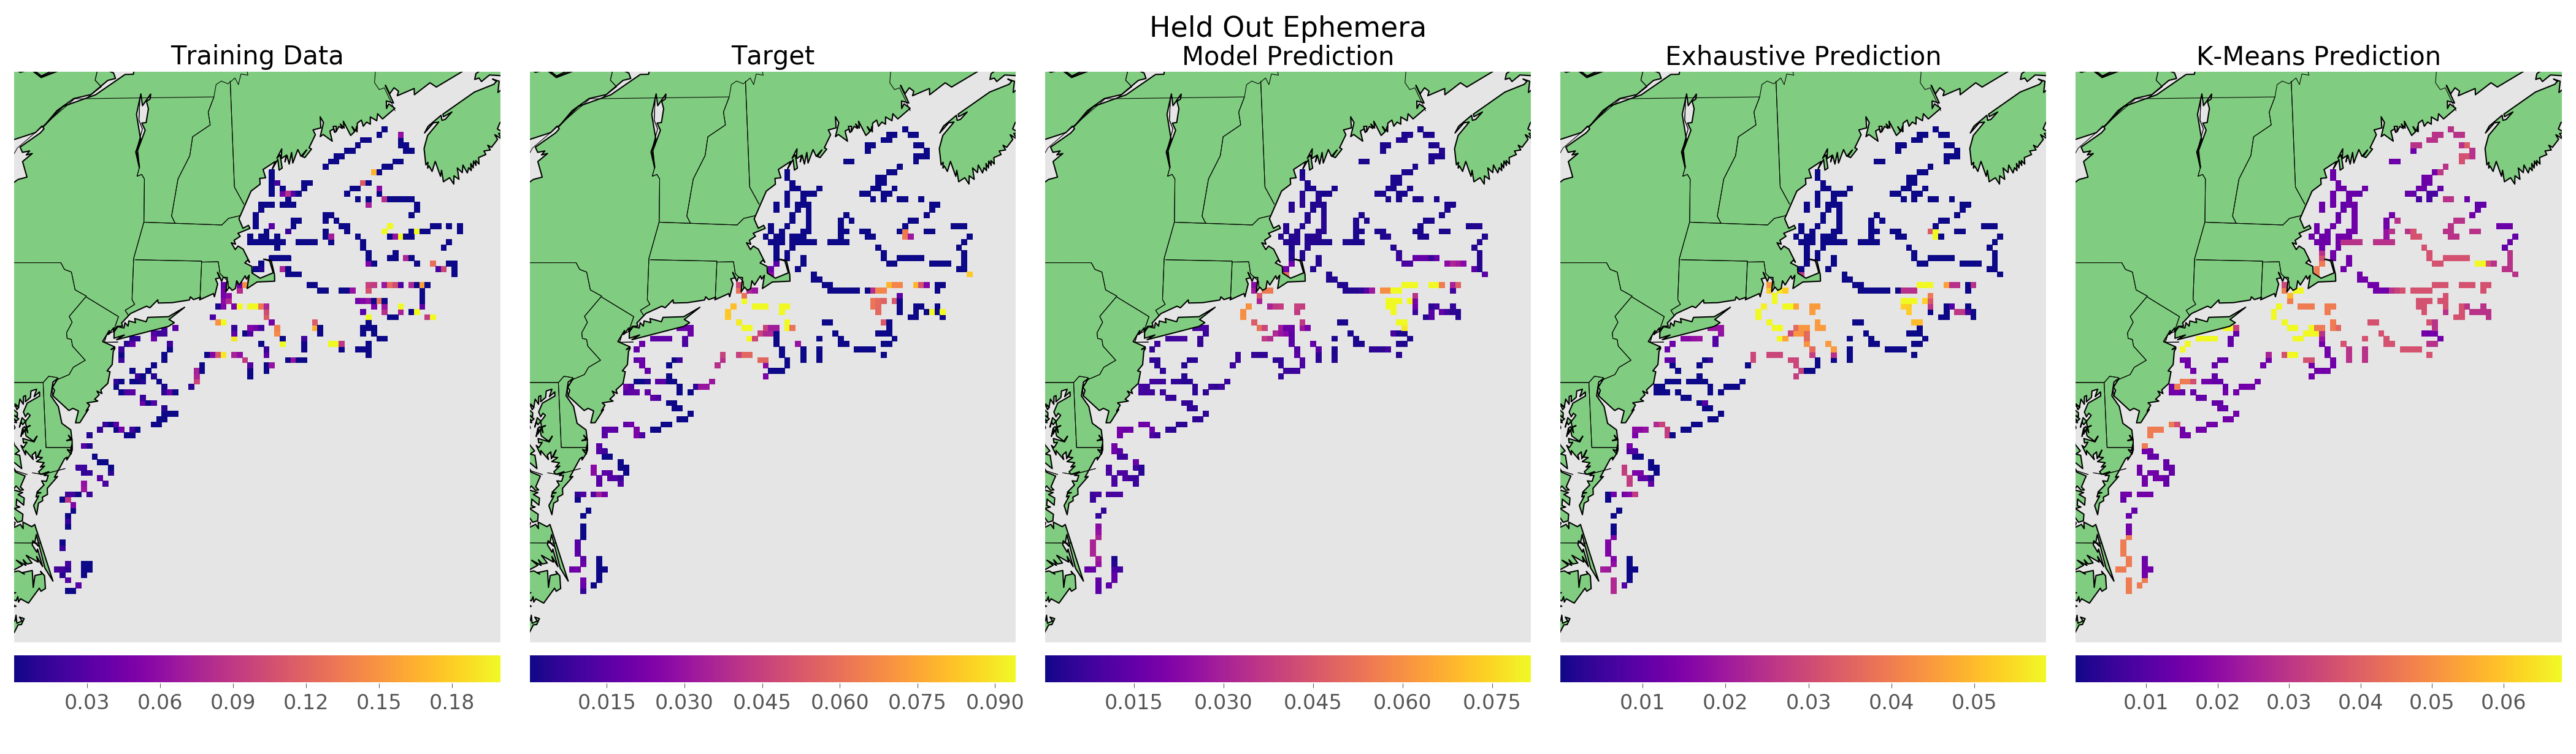 Held Out Ephemera
Training Data
Target
Model Prediction
Exhaustive Prediction
K-Means Prediction
0.03 0.06 0.09 0.12 0.15 0.18
0.015 0.030 0.045 0.060 0.075 0.090
0.015 0.030 0.045 0.060 0.075
0.01 0.02 0.03 0.04 0.05
0.01 0.02 0.03 0.04 0.05 0.06